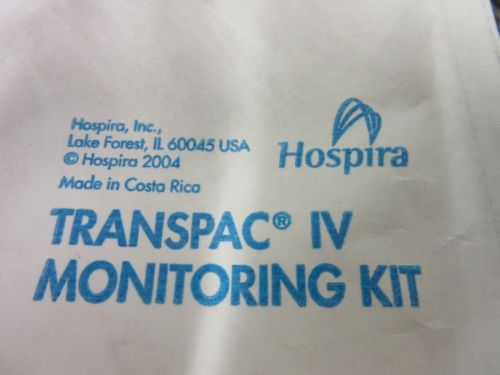 Hospira, Inc.,
Lake Forest, IL 60045 USA
© Hospira 2004
Made in Costa Rica
Hospira
TRANSPAC® IV
MONITORING KIT